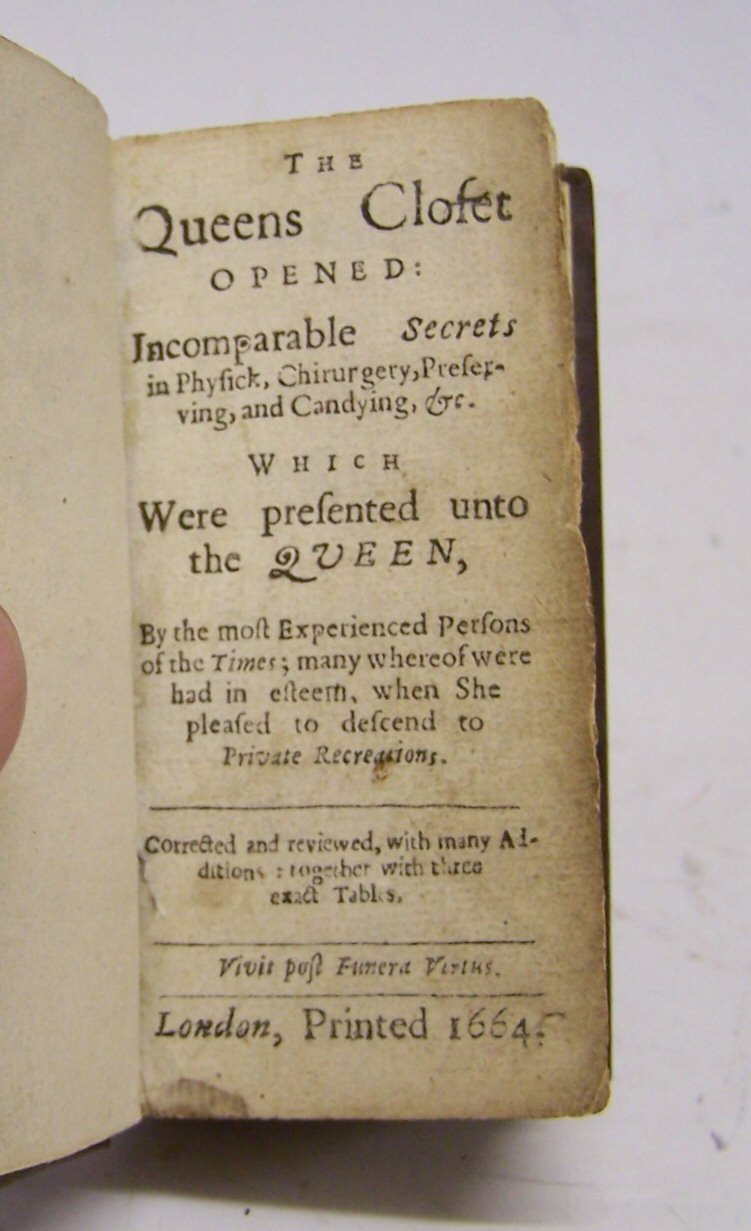 THE
Queens Cloſet
OPENED:
Incomparable Secrets
in Phyſick, Chirurgery, Preſer-
ving, and Candying, &c.
WHICH
Were preſented unto
the QVEEN,
By the moſt Experienced Perſons
of the Times; many whereof were
had in eſteem, when She
pleaſed to deſcend to
Private Recreations.
Corrected and reviewed, with many Ad-
ditions: together with three
exact Tables.
Vivit poſt Funera Virtus.
London, Printed 1664.